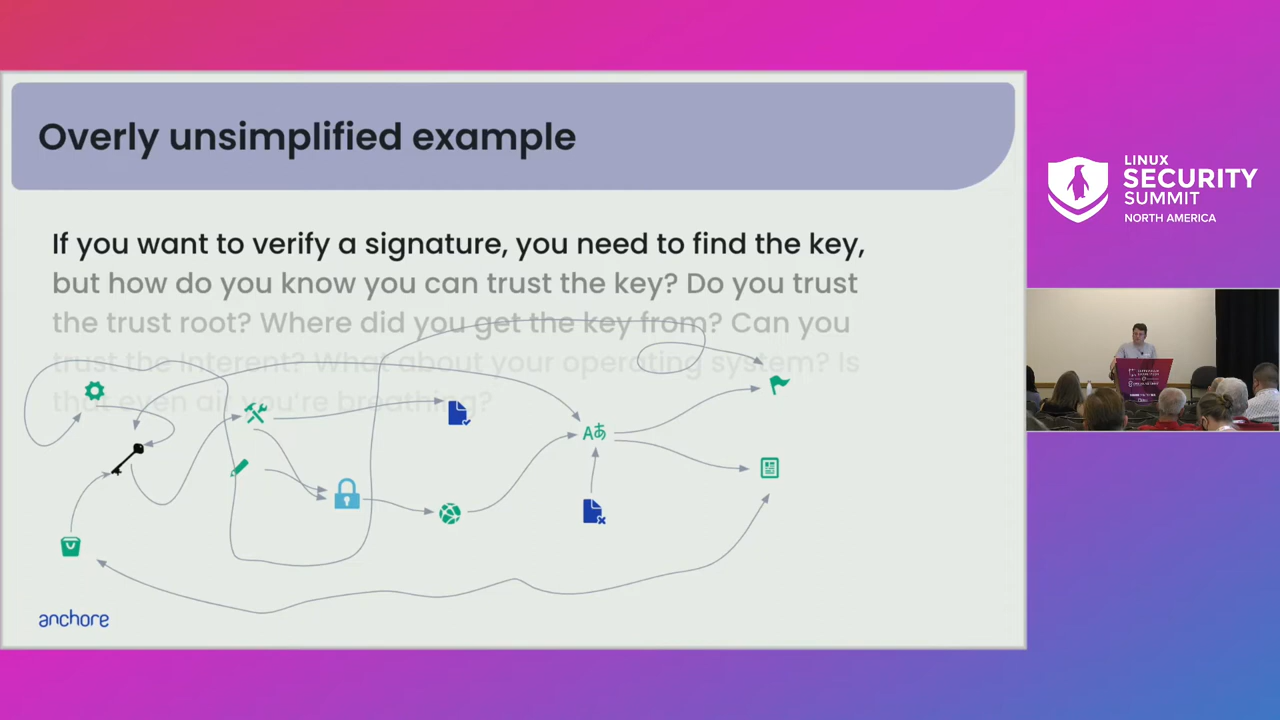 Overly unsimplified example
If you want to verify a signature, you need to find the key,
but how do you know you can trust the key? Do you trust
the trust root? Where did you get the key from? Can you
trust the Interent? What about your operating system? Is
that even air you're breathing?
Aあ
anchore
LINUX
SECURITY
SUMMIT
NORTH AMERICA